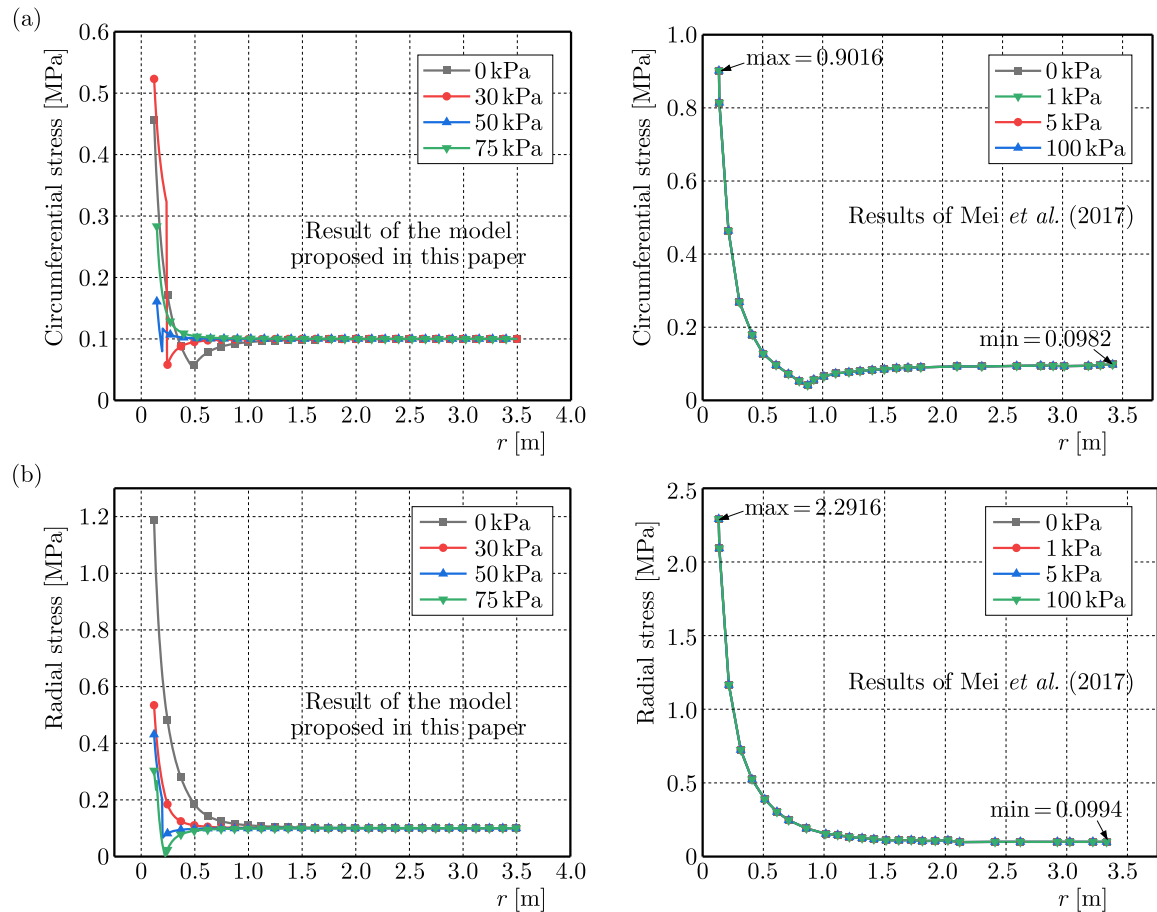 (a)
Circumferential stress [MPa]
0.6
0.5
0.4
0.3
0.2
0.1
0
0 kPa
30 kPa
50 kPa
75 kPa
Result of the model
proposed in this paper
0 0.5 1.0 1.5 2.0 2.5 3.0 3.5 4.0
r [m]
Circumferential stress [MPa]
1.0
0.8
0.6
0.4
0.2
0
max = 0.9016
0 kPa
1 kPa
5 kPa
100 kPa
Results of Mei et al. (2017)
min = 0.0982
0 0.5 1.0 1.5 2.0 2.5 3.0 3.5
r [m]
(b)
Radial stress [MPa]
1.2
1.0
0.8
0.6
0.4
0.2
0
0 kPa
30 kPa
50 kPa
75 kPa
Result of the model
proposed in this paper
0 0.5 1.0 1.5 2.0 2.5 3.0 3.5 4.0
r [m]
Radial stress [MPa]
2.5
2.0
1.5
1.0
0.5
0
max = 2.2916
0 kPa
1 kPa
5 kPa
100 kPa
Results of Mei et al. (2017)
min = 0.0994
0 0.5 1.0 1.5 2.0 2.5 3.0 3.5
r [m]